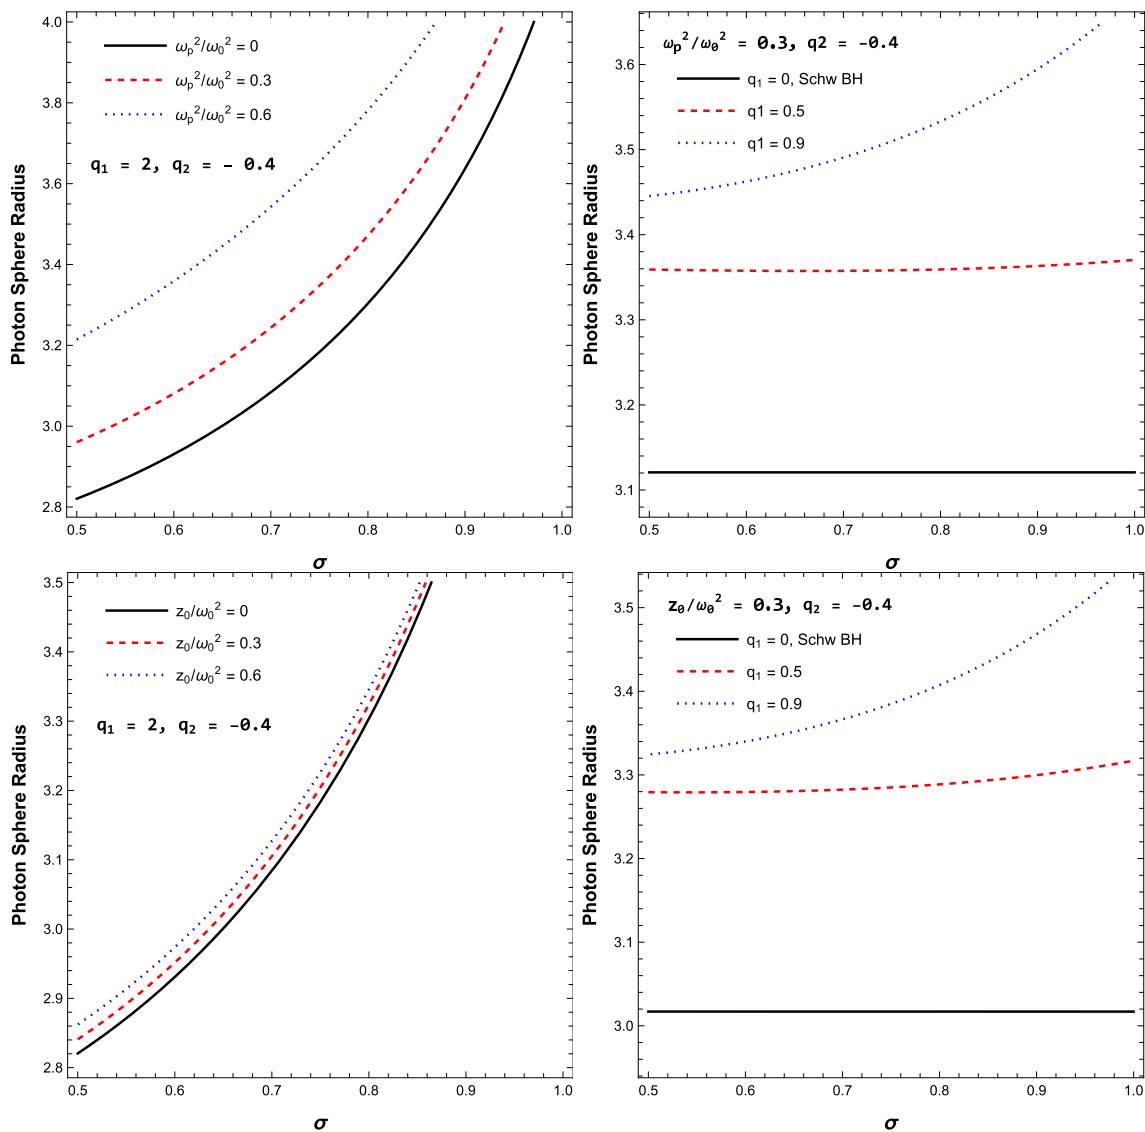 Photon Sphere Radius
4.0
3.8
3.6
3.4
3.2
3.0
2.8
ωp²/ω0² = 0
ωp²/ω0² = 0.3
ωp²/ω0² = 0.6
q1 = 2, q2 = – 0.4
0.5 0.6 0.7 0.8 0.9 1.0
σ
Photon Sphere Radius
3.6
3.5
3.4
3.3
3.2
3.1
ωp²/ω0² = 0.3, q2 = –0.4
q1 = 0, Schw BH
q1 = 0.5
q1 = 0.9
0.5 0.6 0.7 0.8 0.9 1.0
σ
Photon Sphere Radius
3.5
3.4
3.3
3.2
3.1
3.0
2.9
2.8
z0/ω0² = 0
z0/ω0² = 0.3
z0/ω0² = 0.6
q1 = 2, q2 = –0.4
0.5 0.6 0.7 0.8 0.9 1.0
σ
Photon Sphere Radius
3.5
3.4
3.3
3.2
3.1
3.0
z0/ω0² = 0.3, q2 = –0.4
q1 = 0, Schw BH
q1 = 0.5
q1 = 0.9
0.5 0.6 0.7 0.8 0.9 1.0
σ